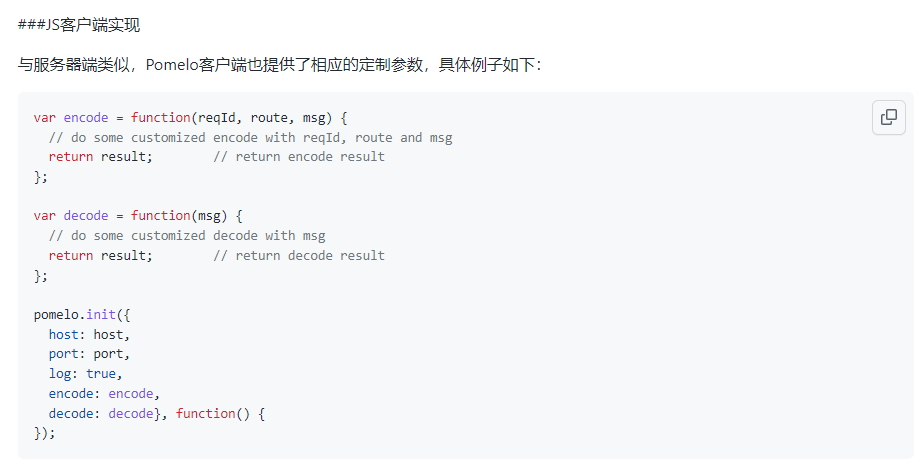 ###JS客户端实现
与服务器端类似，Pomelo客户端也提供了相应的定制参数，具体例子如下：
var encode = function(reqId, route, msg) {
  // do some customized encode with reqId, route and msg
  return result;        // return encode result
};
var decode = function(msg) {
  // do some customized decode with msg
  return result;        // return decode result
};
pomelo.init({
  host: host,
  port: port,
  log: true,
  encode: encode,
  decode: decode}, function() {
});